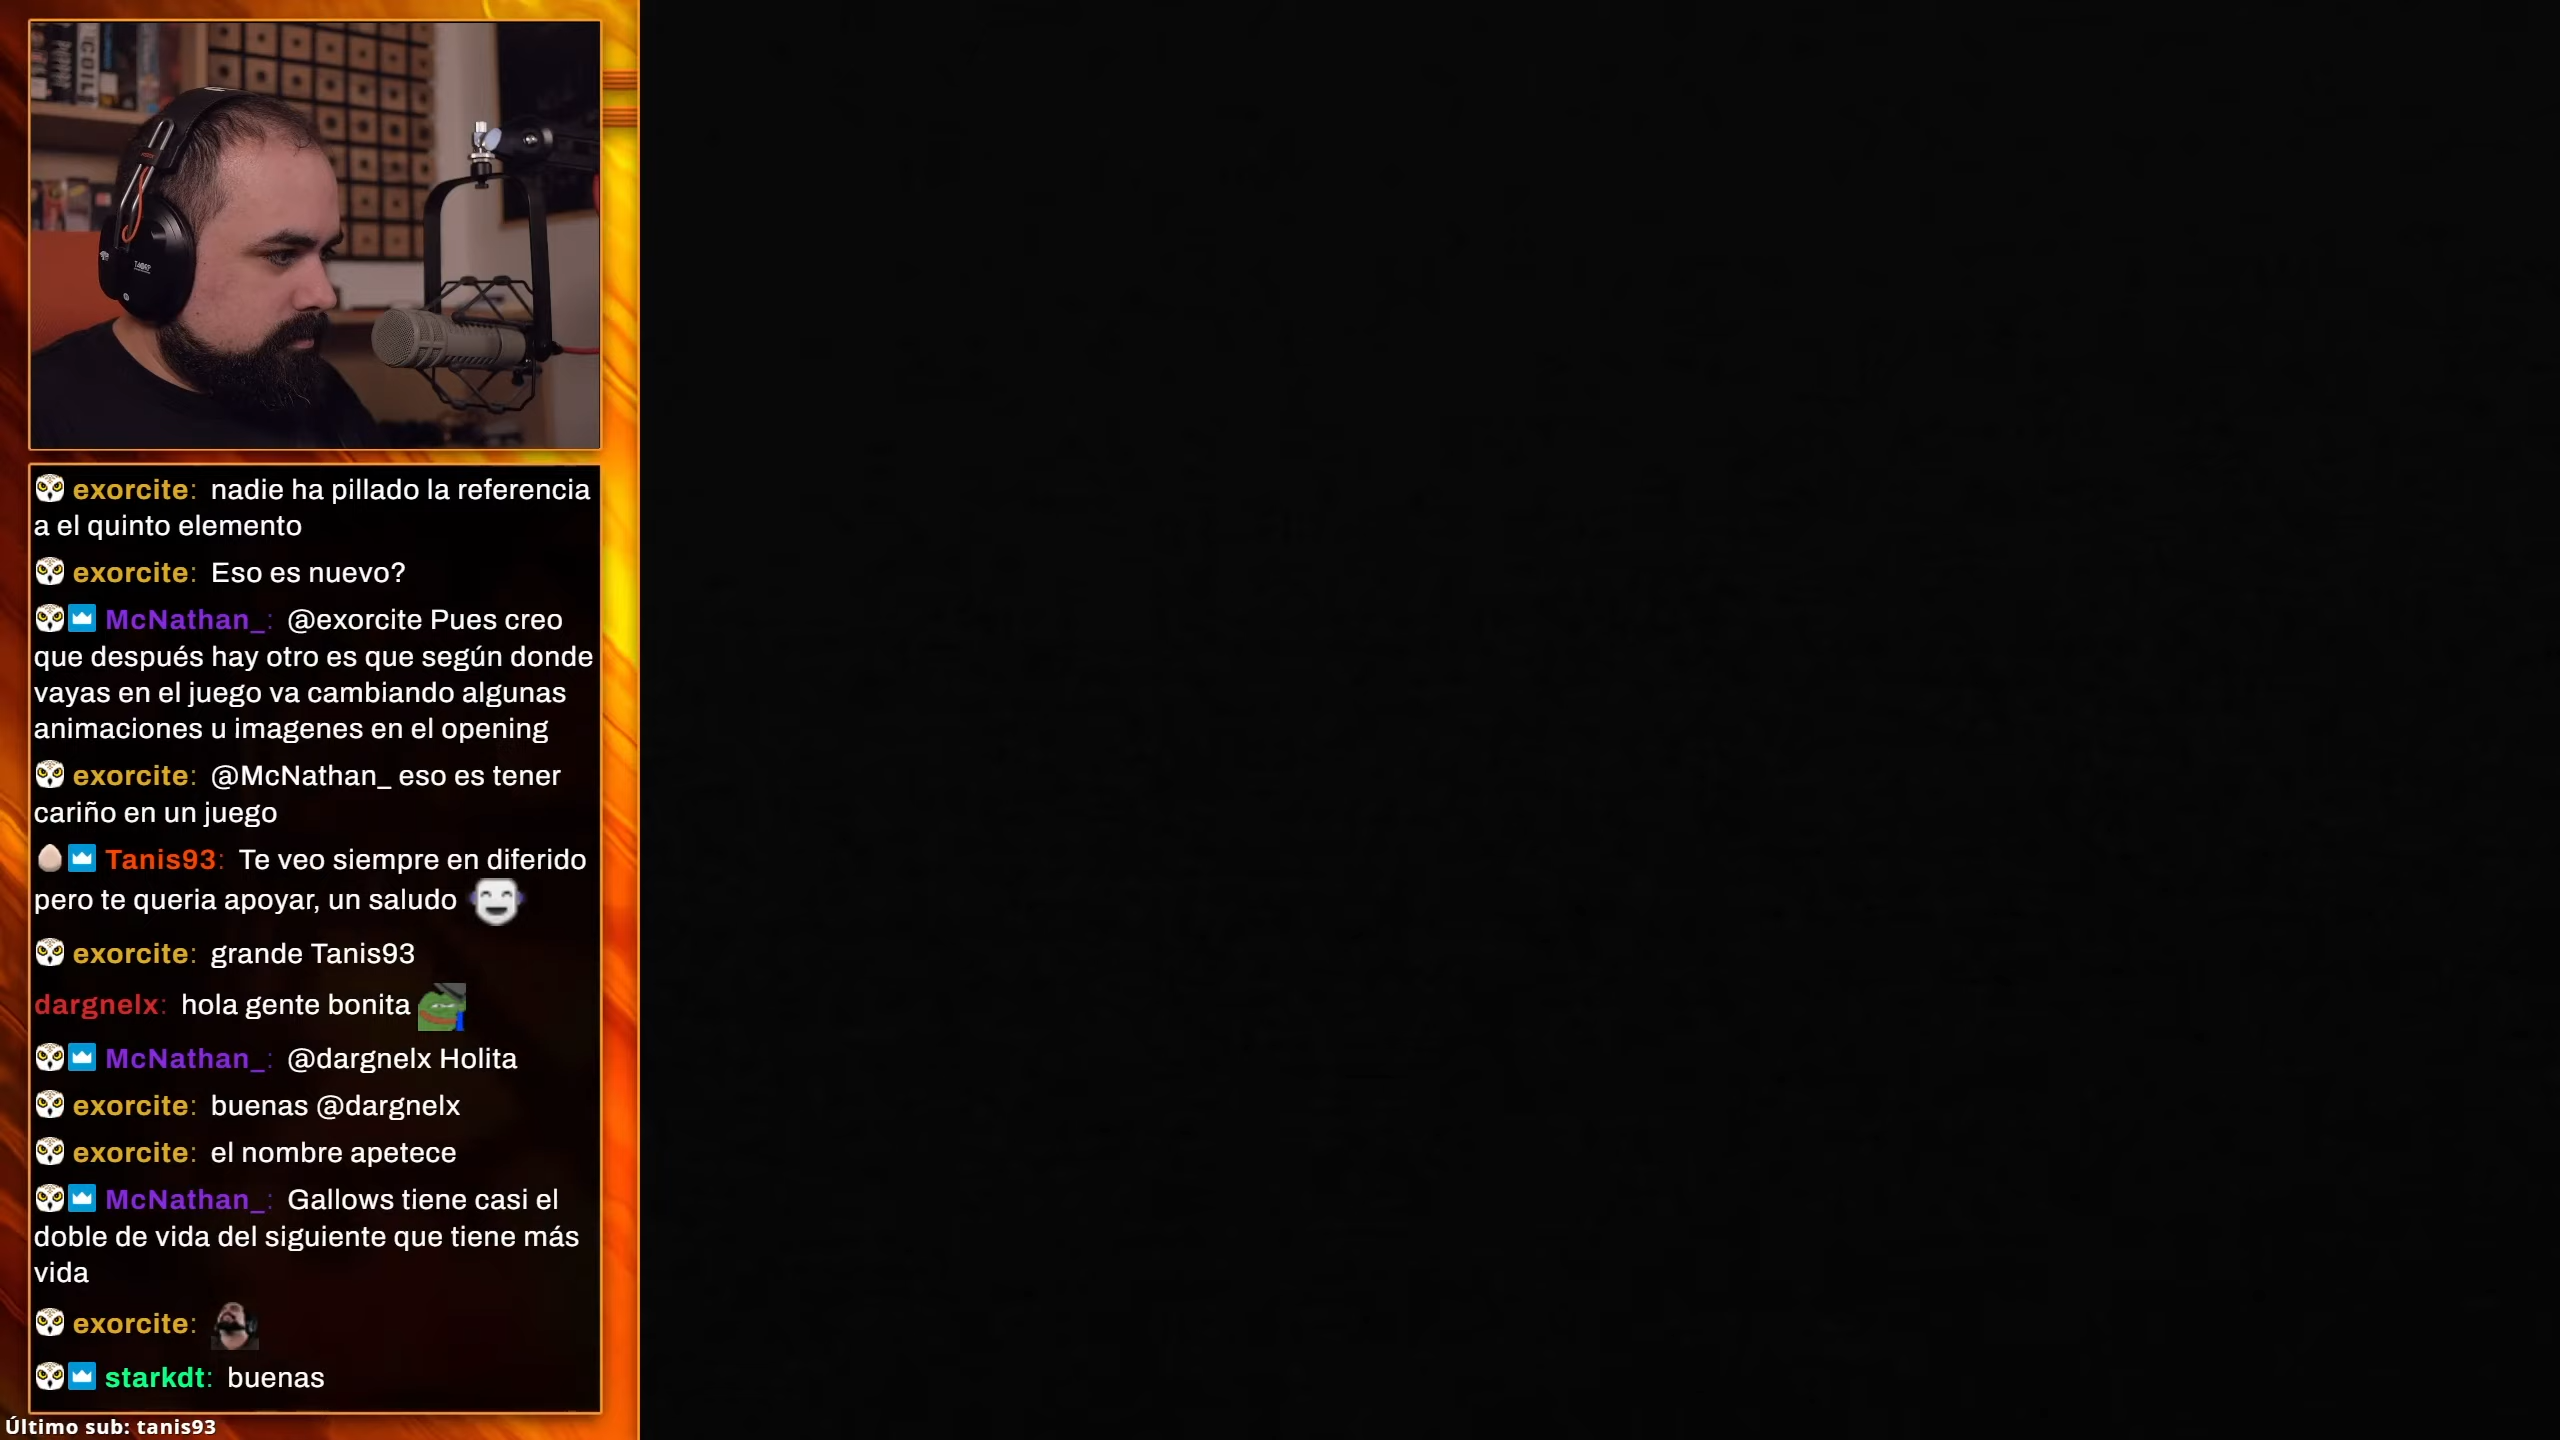 COIL
exorcite: nadie ha pillado la referencia
a el quinto elemento
exorcite: Eso es nuevo?
McNathan_: @exorcite Pues creo
que después hay otro es que según donde
vayas en el juego va cambiando algunas
animaciones u imagenes en el opening
exorcite: @McNathan_ eso es tener
cariño en un juego
Tanis93: Te veo siempre en diferido
pero te queria apoyar, un saludo
exorcite: grande Tanis93
dargnelx: hola gente bonita
McNathan_: @dargnelx Holita
exorcite: buenas @dargnelx
exorcite: el nombre apetece
McNathan_: Gallows tiene casi el
doble de vida del siguiente que tiene más
vida
exorcite:
starkdt: buenas
Último sub: tanis93